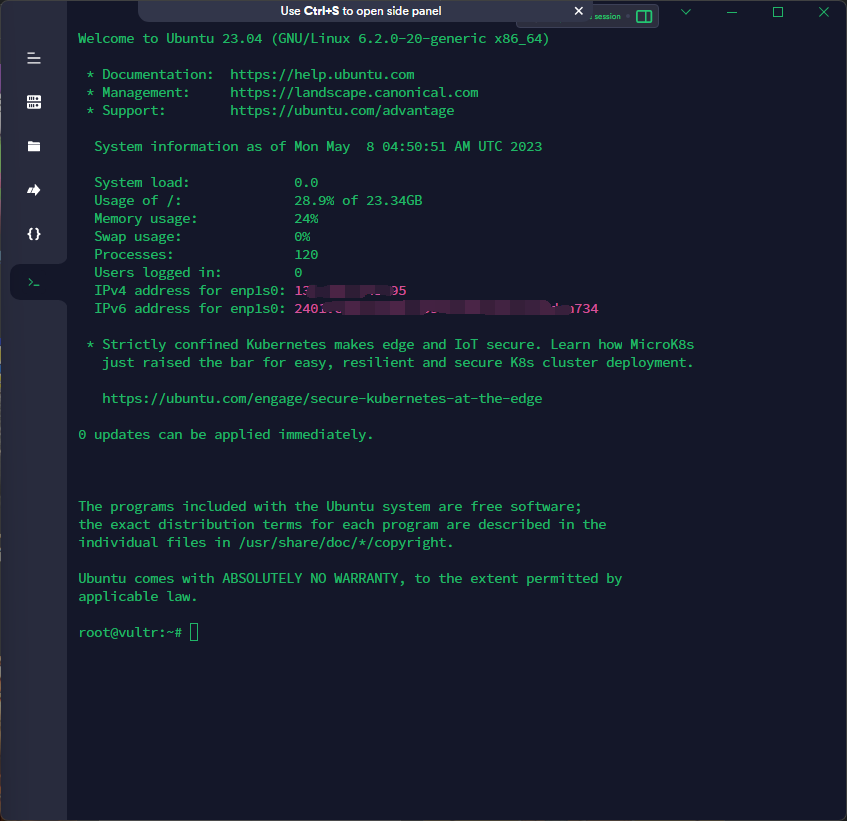 Use Ctrl+S to open side panel
session
Welcome to Ubuntu 23.04 (GNU/Linux 6.2.0-20-generic x86_64)
* Documentation: https://help.ubuntu.com
* Management: https://landscape.canonical.com
* Support: https://ubuntu.com/advantage
System information as of Mon May 8 04:50:51 AM UTC 2023
System load: 0.0
Usage of /: 28.9% of 23.34GB
Memory usage: 24%
Swap usage: 0%
Processes: 120
Users logged in: 0
IPv4 address for enp1s0:
IPv6 address for enp1s0:
* Strictly confined Kubernetes makes edge and IoT secure. Learn how MicroK8s
just raised the bar for easy, resilient and secure K8s cluster deployment.
https://ubuntu.com/engage/secure-kubernetes-at-the-edge
0 updates can be applied immediately.
The programs included with the Ubuntu system are free software;
the exact distribution terms for each program are described in the
individual files in /usr/share/doc/*/copyright.
Ubuntu comes with ABSOLUTELY NO WARRANTY, to the extent permitted by
applicable law.
root@vultr:~#